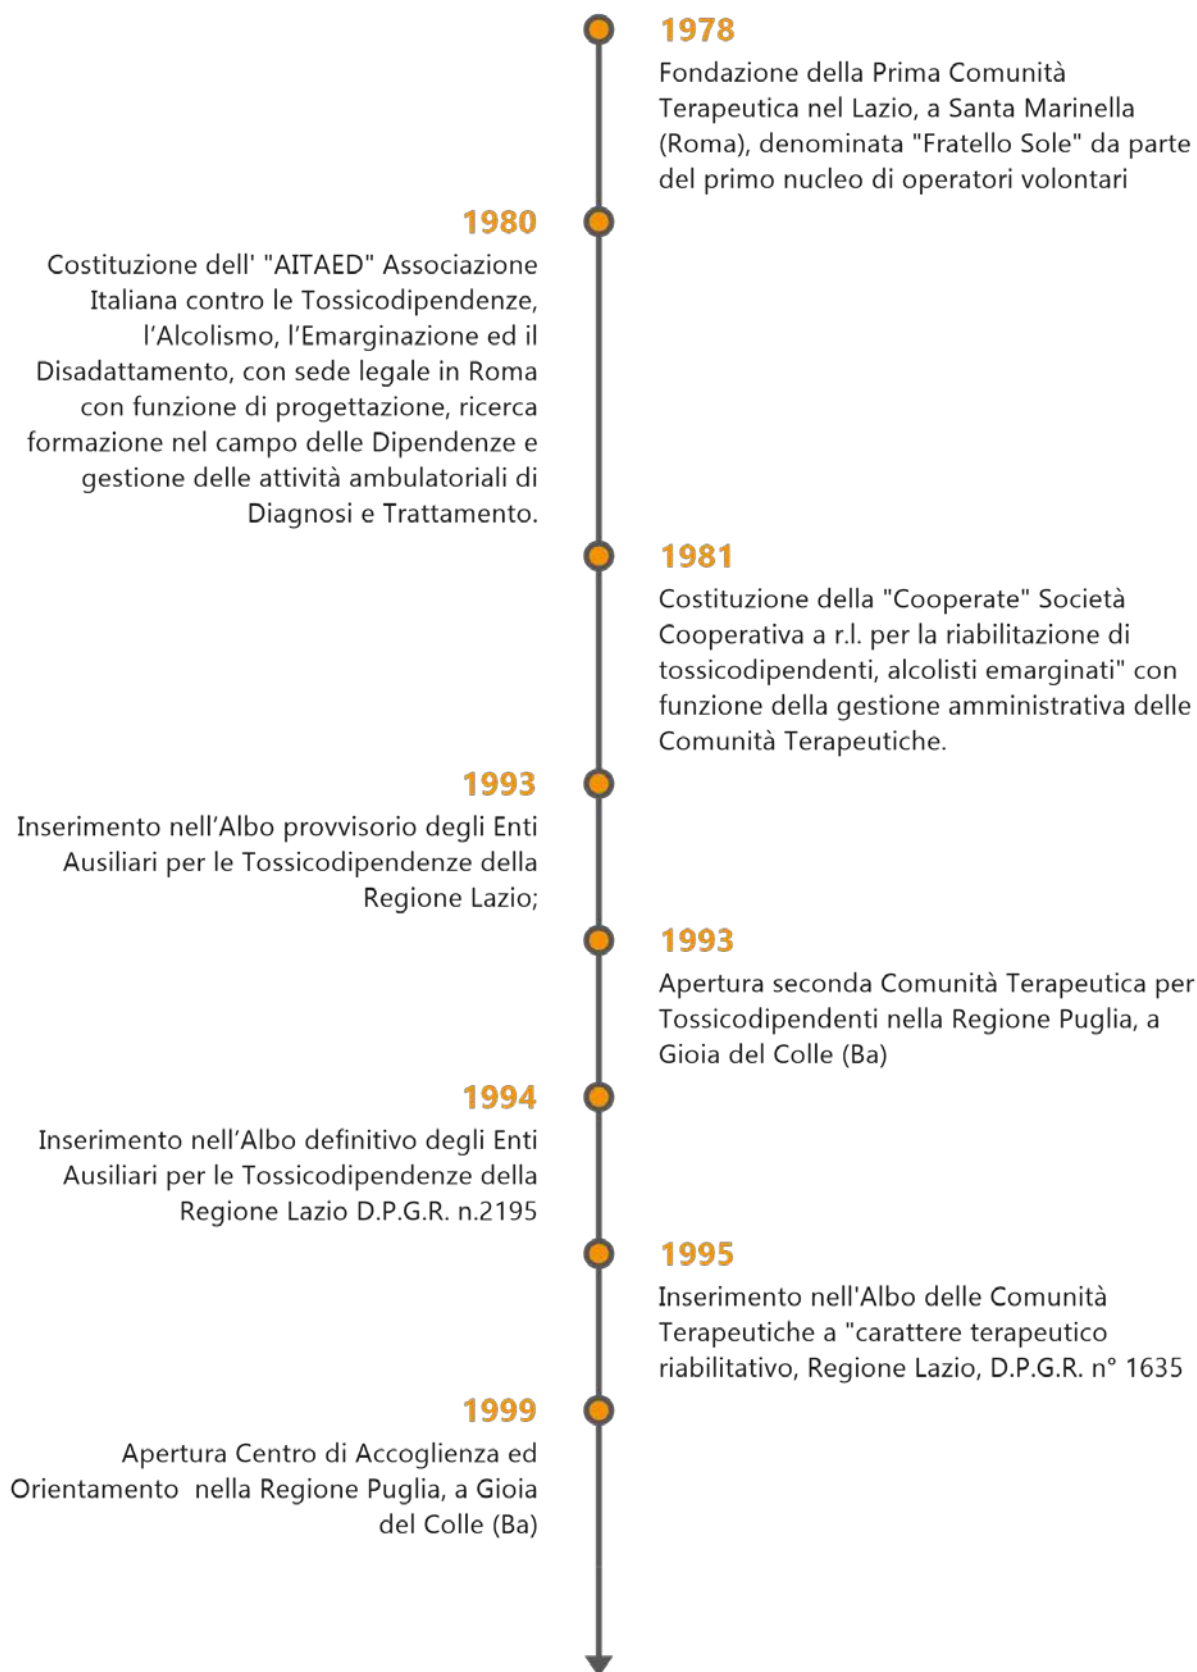 1978
Fondazione della Prima Comunità
Terapeutica nel Lazio, a Santa Marinella
(Roma), denominata "Fratello Sole" da parte
del primo nucleo di operatori volontari
1980
Costituzione dell' "AITAED" Associazione
Italiana contro le Tossicodipendenze,
l'Alcolismo, l'Emarginazione ed il
Disadattamento, con sede legale in Roma
con funzione di progettazione, ricerca
formazione nel campo delle Dipendenze e
gestione delle attività ambulatoriali di
Diagnosi e Trattamento.
1981
Costituzione della "Cooperate" Società
Cooperativa a r.l. per la riabilitazione di
tossicodipendenti, alcolisti emarginati" con
funzione della gestione amministrativa delle
Comunità Terapeutiche.
1993
Inserimento nell'Albo provvisorio degli Enti
Ausiliari per le Tossicodipendenze della
Regione Lazio;
1993
Apertura seconda Comunità Terapeutica per
Tossicodipendenti nella Regione Puglia, a
Gioia del Colle (Ba)
1994
Inserimento nell'Albo definitivo degli Enti
Ausiliari per le Tossicodipendenze della
Regione Lazio D.P.G.R. n.2195
1995
Inserimento nell'Albo delle Comunità
Terapeutiche a "carattere terapeutico
riabilitativo, Regione Lazio, D.P.G.R. n° 1635
1999
Apertura Centro di Accoglienza ed
Orientamento  nella Regione Puglia, a Gioia
del Colle (Ba)